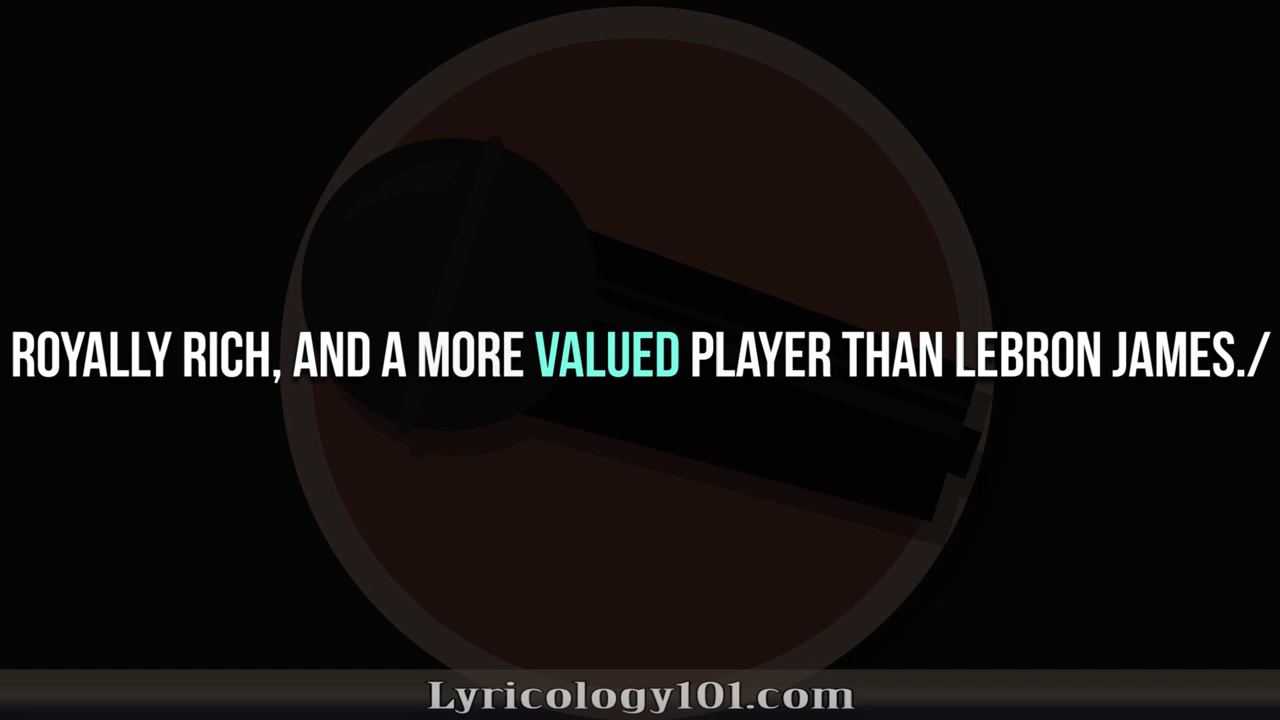 ROYALLY RICH, AND A MORE VALUED PLAYER THAN LEBRON JAMES./
Lyricology101.com